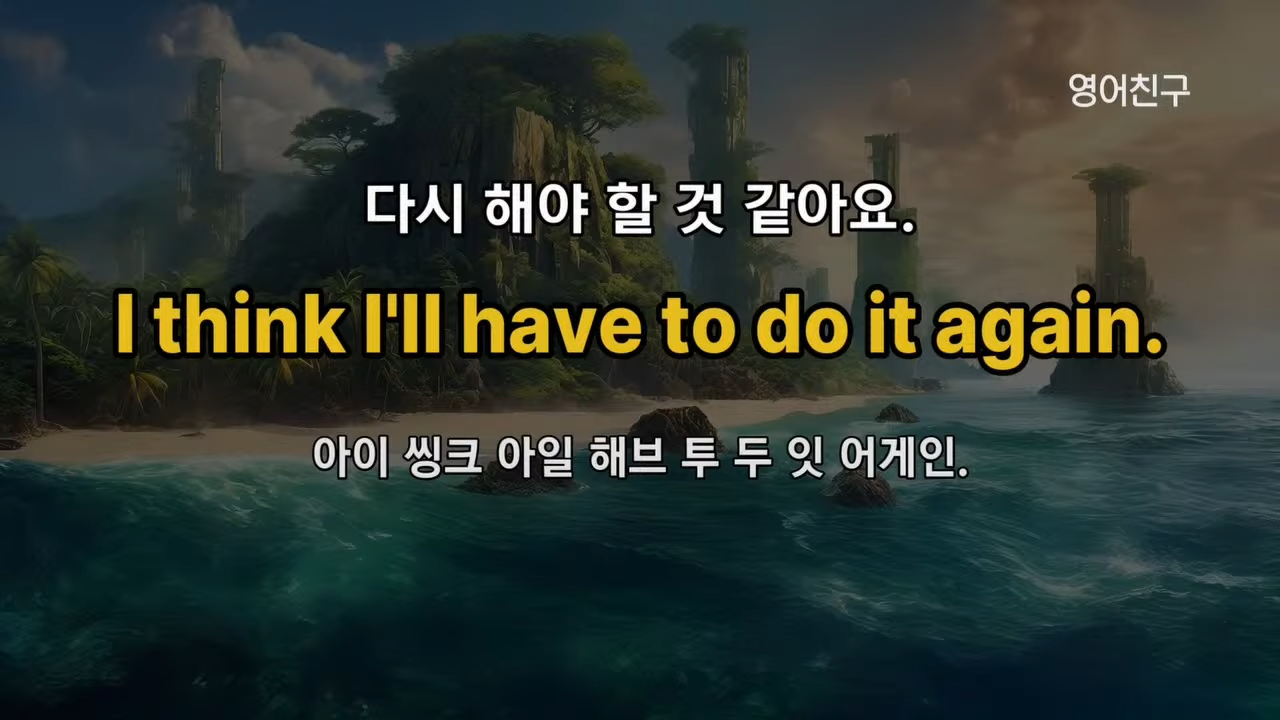 영어친구
다시 해야 할 것 같아요.
I think I'll have to do it again.
아이 씽크 아일 해브 투 두 잇 어게인.